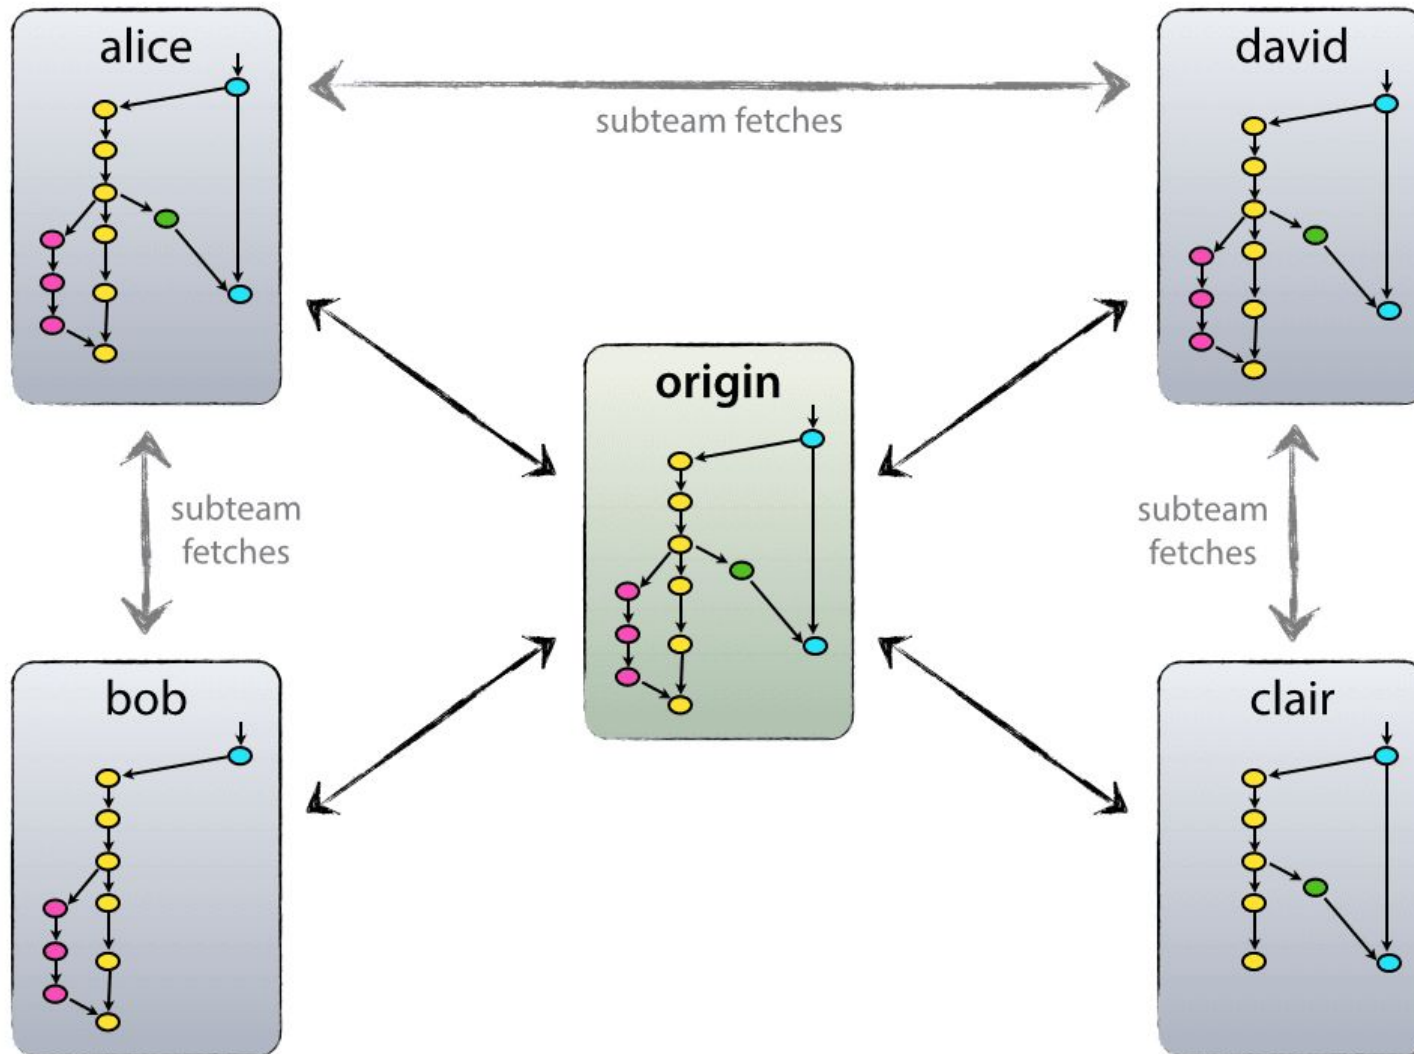 alice
david
subteam fetches
origin
subteam
fetches
subteam
fetches
bob
clair